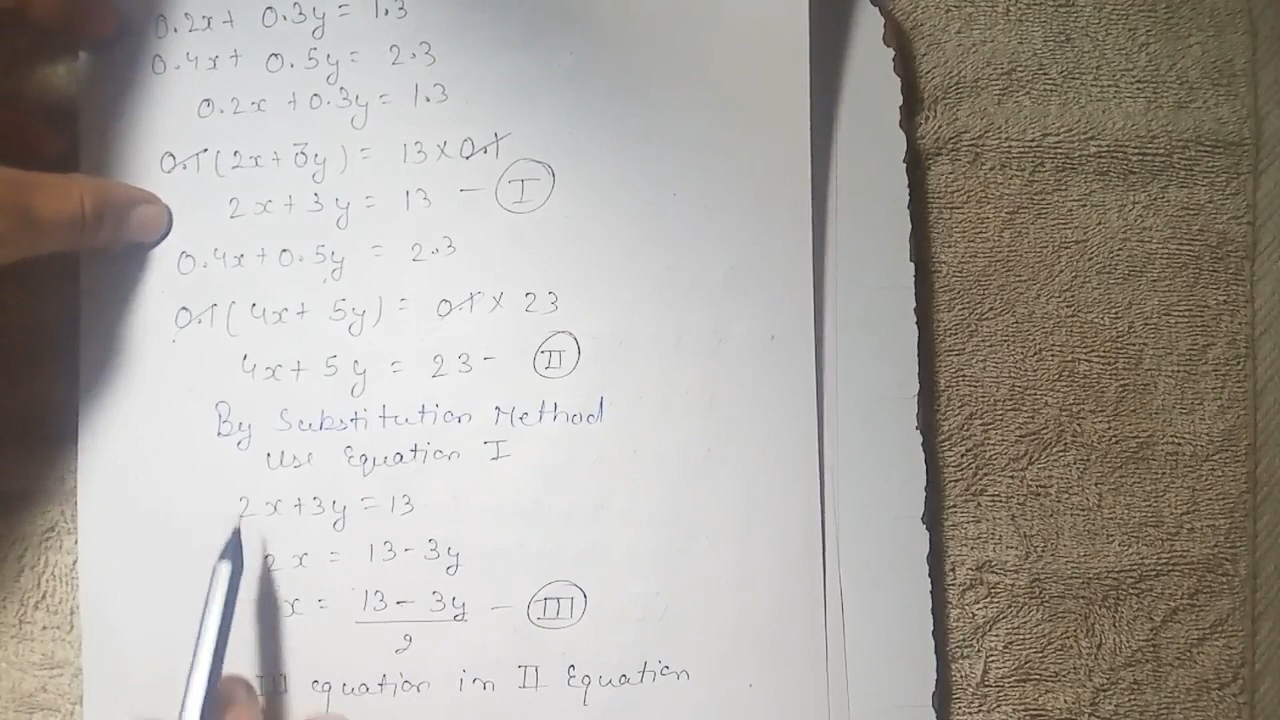 0.2x + 0.3y = 1.3
0.4x + 0.5y = 2.3
0.2x + 0.3y = 1.3
0.1(2x + 3y) = 13 × 0.1
2x + 3y = 13 - I
0.4x + 0.5y = 2.3
0.1(4x + 5y) = 0.1 × 23
4x + 5y = 23 - II
By Substitution Method
Use Equation I
2x + 3y = 13
2x = 13 - 3y
x = 13 - 3y - III
2
III equation in II Equation